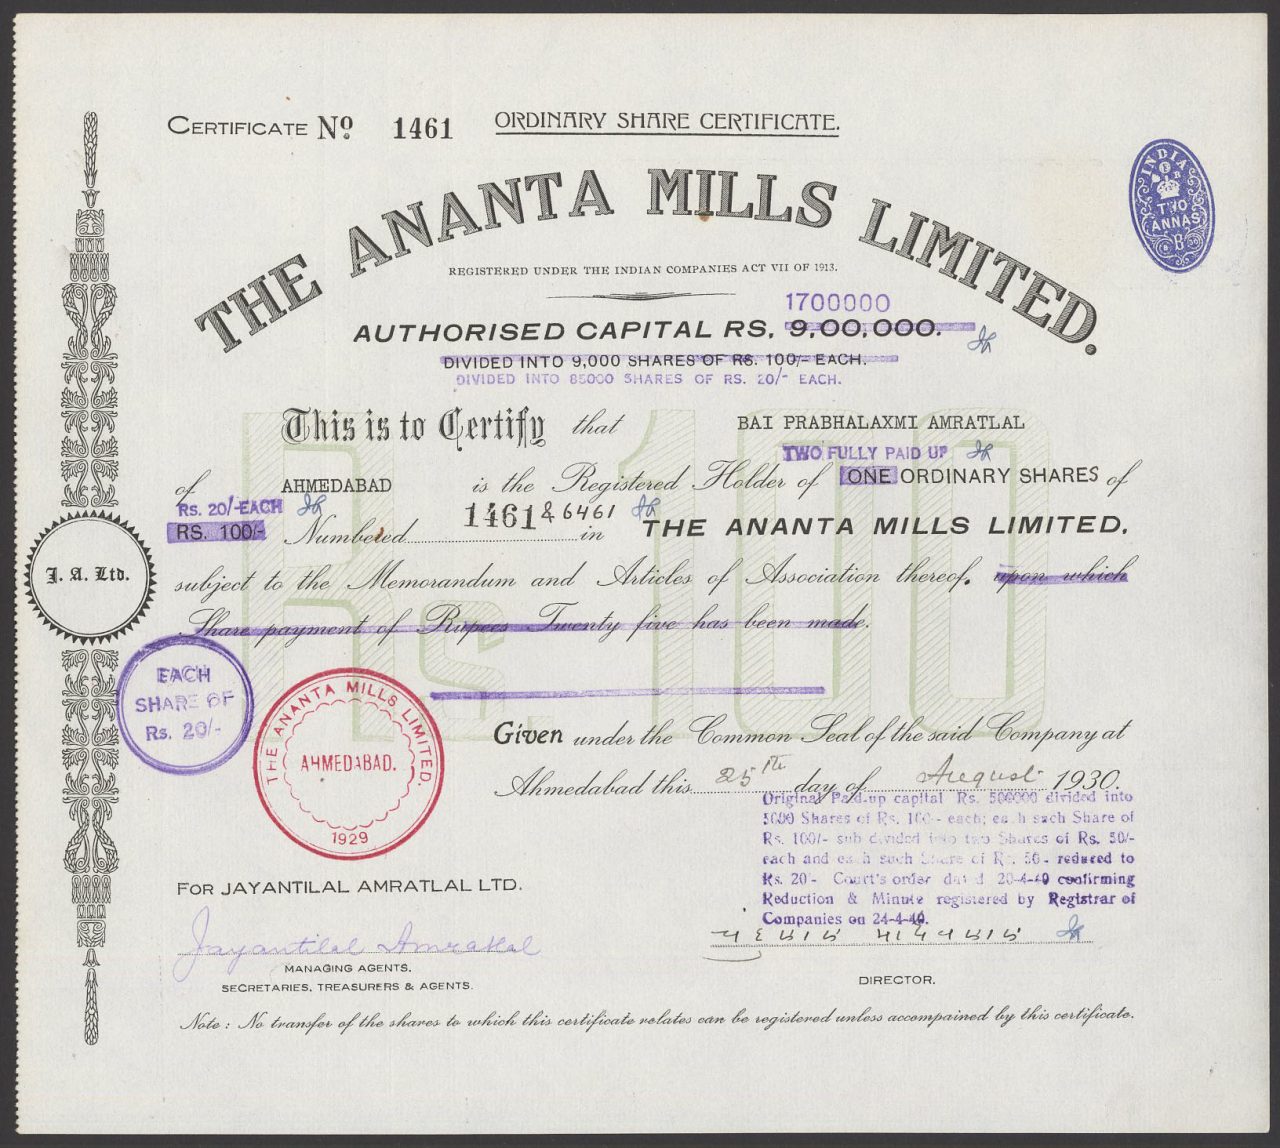 CERTIFICATE Nº 1461 ORDINARY SHARE CERTIFICATE.
THE ANANTA MILLS LIMITED.
INDIA
TWO
ANNAS
REGISTERED UNDER THE INDIAN COMPANIES ACT VII OF 1913.
1700000
AUTHORISED CAPITAL RS. 9,00,000.
DIVIDED INTO 9,000 SHARES OF RS. 100/- EACH.
DIVIDED INTO 85000 SHARES OF RS. 20/- EACH.
Rs.100
This is to Certify that BAI PRABHALAXMI AMRATLAL
TWO FULLY PAID UP
of AHMEDABAD is the Registered Holder of ONE ORDINARY SHARES of
Rs. 20/-EACH
RS. 100/- Numbered 1461 & 6461 in THE ANANTA MILLS LIMITED.
J. A. Ltd.
subject to the Memorandum and Articles of Association thereof. upon which
Share payment of Rupees Twenty five has been made.
EACH
SHARE OF
Rs. 20/-
THE ANANTA MILLS LIMITED.
AHMEDABAD.
1929
Given under the Common Seal of the said Company at
Ahmedabad this 25th day of August 1930.
Original Paid-up capital Rs. 500000 divided into
5000 Shares of Rs. 100/- each; each such Share of
Rs. 100/- sub divided into two Shares of Rs. 50/-
each and each such Share of Rs. 50- reduced to
Rs. 20/- Court's order dated 20-4-40 confirming
Reduction & Minute registered by Registrar of
Companies on 24-4-40.
FOR JAYANTILAL AMRATLAL LTD.
Jayantilal Amratlal
MANAGING AGENTS.
SECRETARIES, TREASURERS & AGENTS.
DIRECTOR.
Note : No transfer of the shares to which this certificate relates can be registered unless accompained by this certificate.